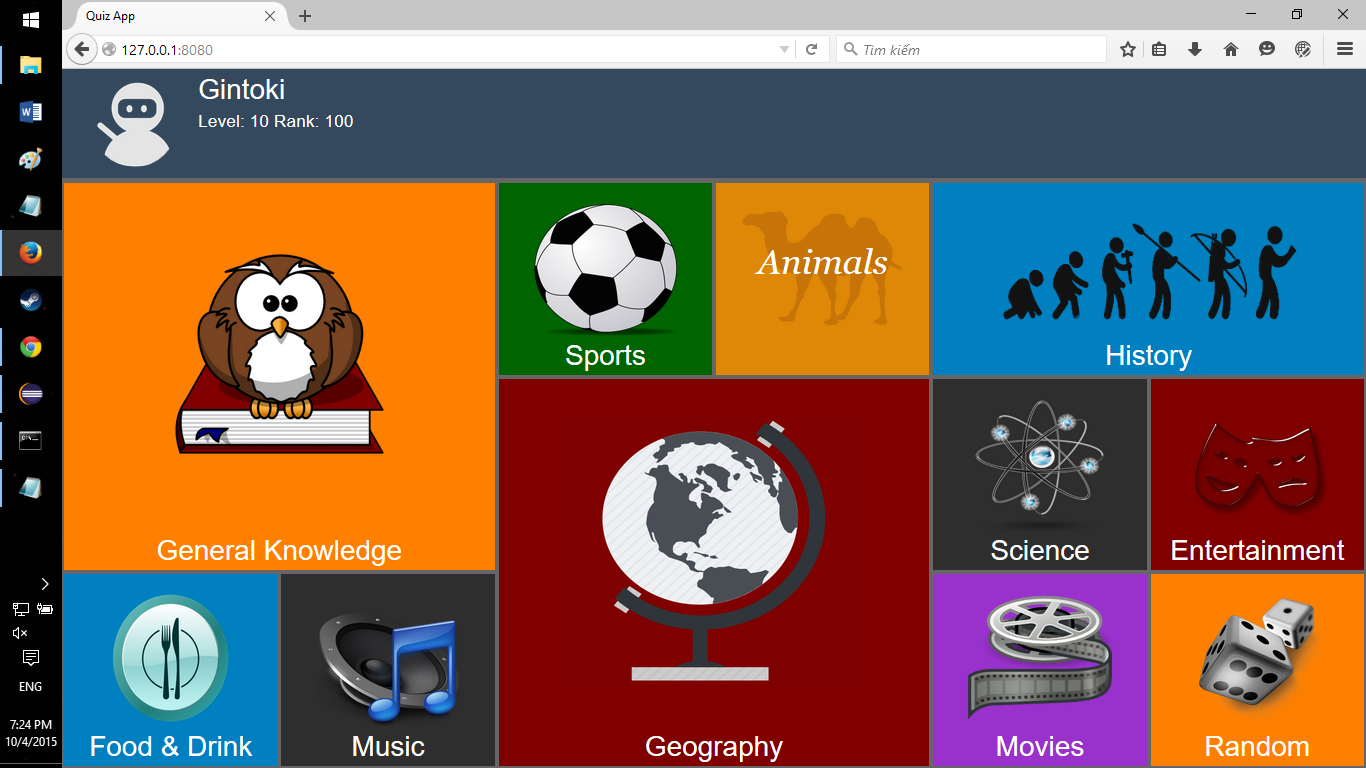 Quiz App
127.0.0.1:8080
Tìm kiếm
Gintoki
Level: 10 Rank: 100
General Knowledge
Sports
Animals
History
Geography
Science
Entertainment
Food & Drink
Music
Movies
Random
ENG
7:24 PM
10/4/2015